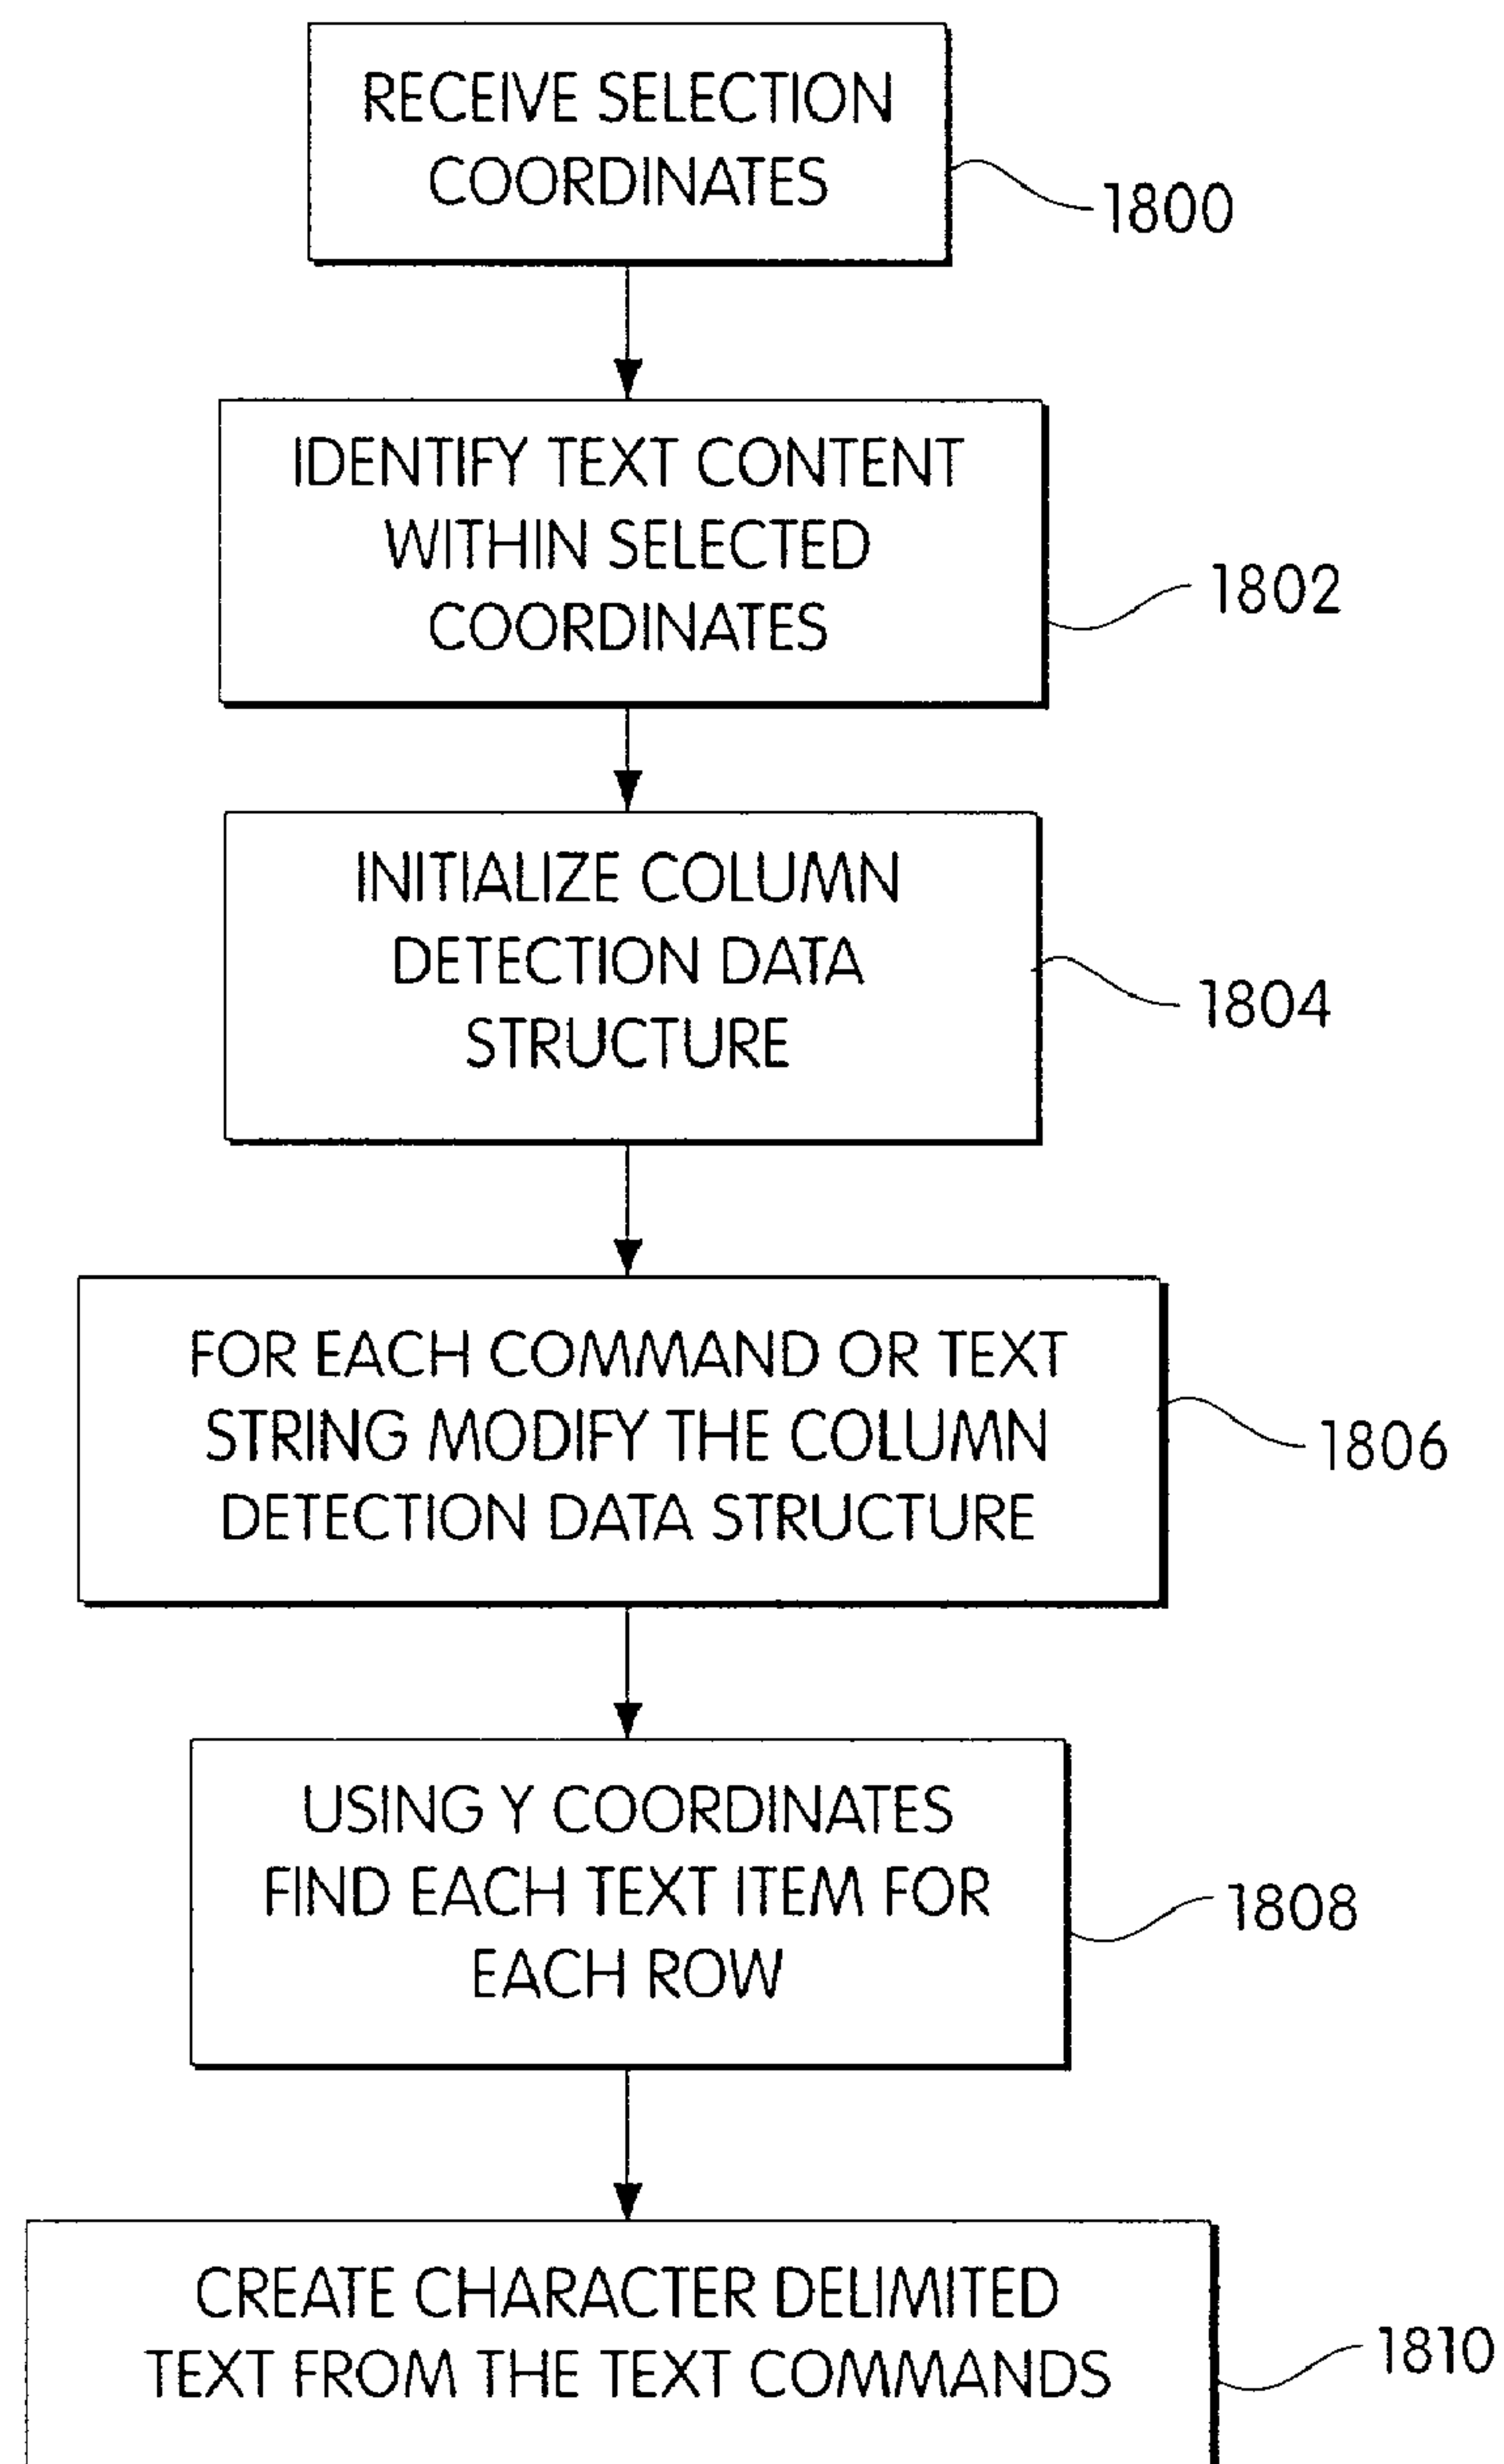 RECEIVE SELECTION
COORDINATES
1800
IDENTIFY TEXT CONTENT
WITHIN SELECTED
COORDINATES
1802
INITIALIZE COLUMN
DETECTION DATA
STRUCTURE
1804
FOR EACH COMMAND OR TEXT
STRING MODIFY THE COLUMN
DETECTION DATA STRUCTURE
1806
USING Y COORDINATES
FIND EACH TEXT ITEM FOR
EACH ROW
1808
CREATE CHARACTER DELIMITED
TEXT FROM THE TEXT COMMANDS
1810